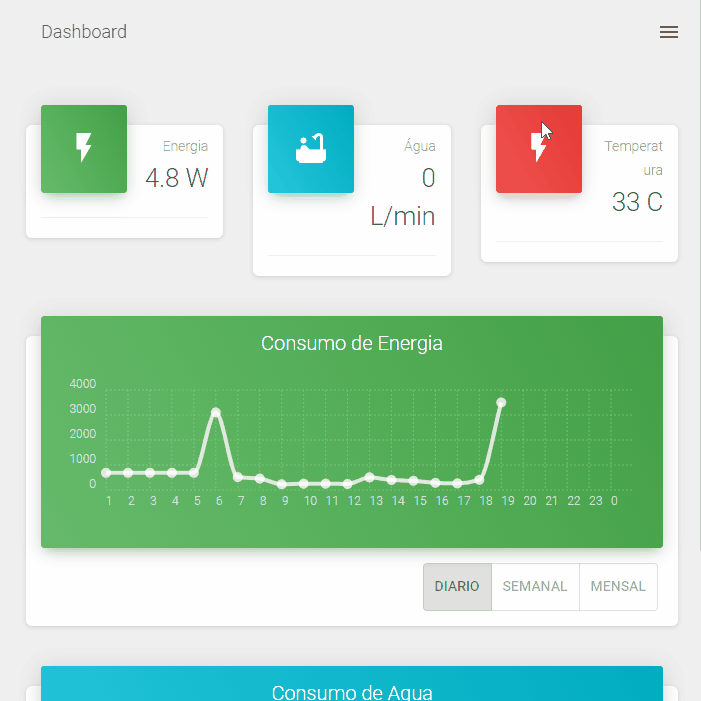 Dashboard
Energia
4.8 W
Água
0
L/min
Temperat
ura
33 C
Consumo de Energia
4000
3000
2000
1000
0
1 2 3 4 5 6 7 8 9 10 11 12 13 14 15 16 17 18 19 20 21 22 23 0
DIARIO SEMANAL MENSAL
Consumo de Agua